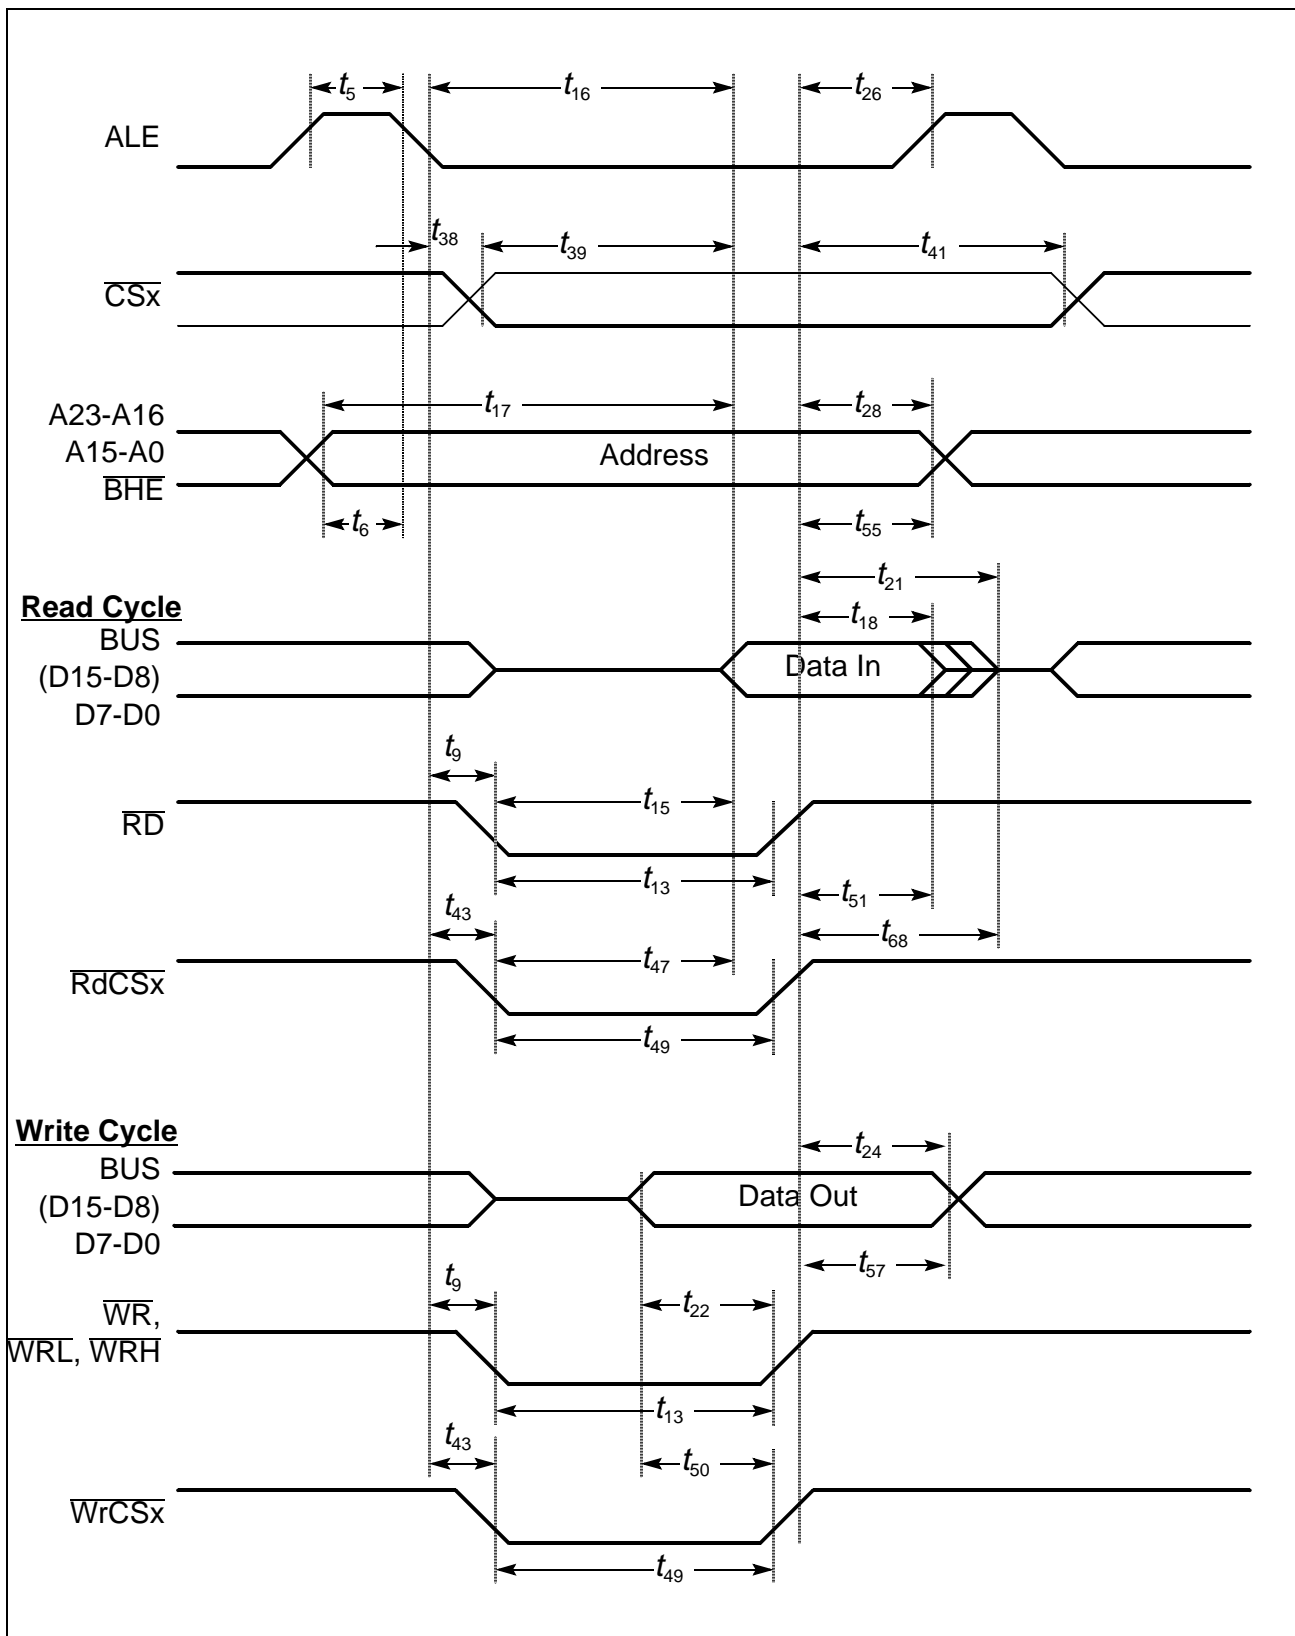 t5 t16 t26
ALE
t38 t39 t41
CSx
t17 t28
A23-A16
A15-A0
BHE
Address
t6 t55
t21
Read Cycle
t18
BUS
(D15-D8)
D7-D0
Data In
t9
t15
RD
t13 t51
t43 t68
t47
RdCSx
t49
Write Cycle
t24
BUS
(D15-D8)
D7-D0
Data Out
t57
t9
t22
WR,
WRL, WRH
t13
t43 t50
WrCSx
t49